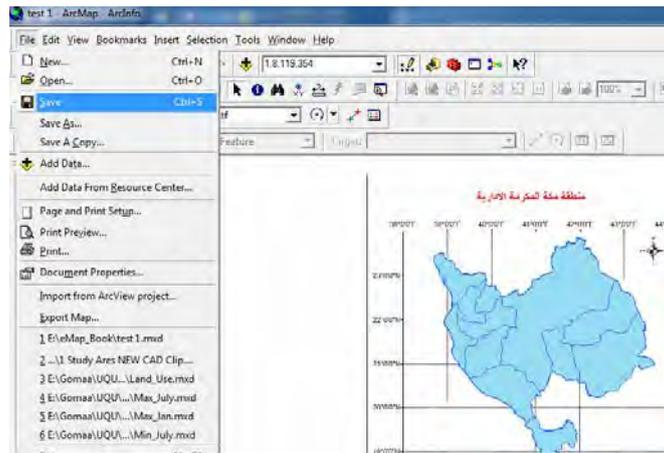 test 1 - ArcMap - ArcInfo
File Edit View Bookmarks Insert Selection Tools Window Help
New... Ctrl+N
1:8,119,354
Open... Ctrl+O
Save Ctrl+S
100%
Save As...
Save A Copy...
Feature
Target:
Add Data...
Add Data From Resource Center...
منطقة مكة المكرمة الادارية
Page and Print Setup...
Print Preview...
Print...
Document Properties...
Import from ArcView project...
Export Map...
1 E:\eMap_Book\test 1.mxd
2 ...\1 Study Ares NEW CAD Clip....
3 E:\Gomaa\UQU\...\Land_Use.mxd
4 E:\Gomaa\UQU\...\Max_July.mxd
5 E:\Gomaa\UQU\...\Max_Jan.mxd
6 E:\Gomaa\UQU\...\Min_July.mxd